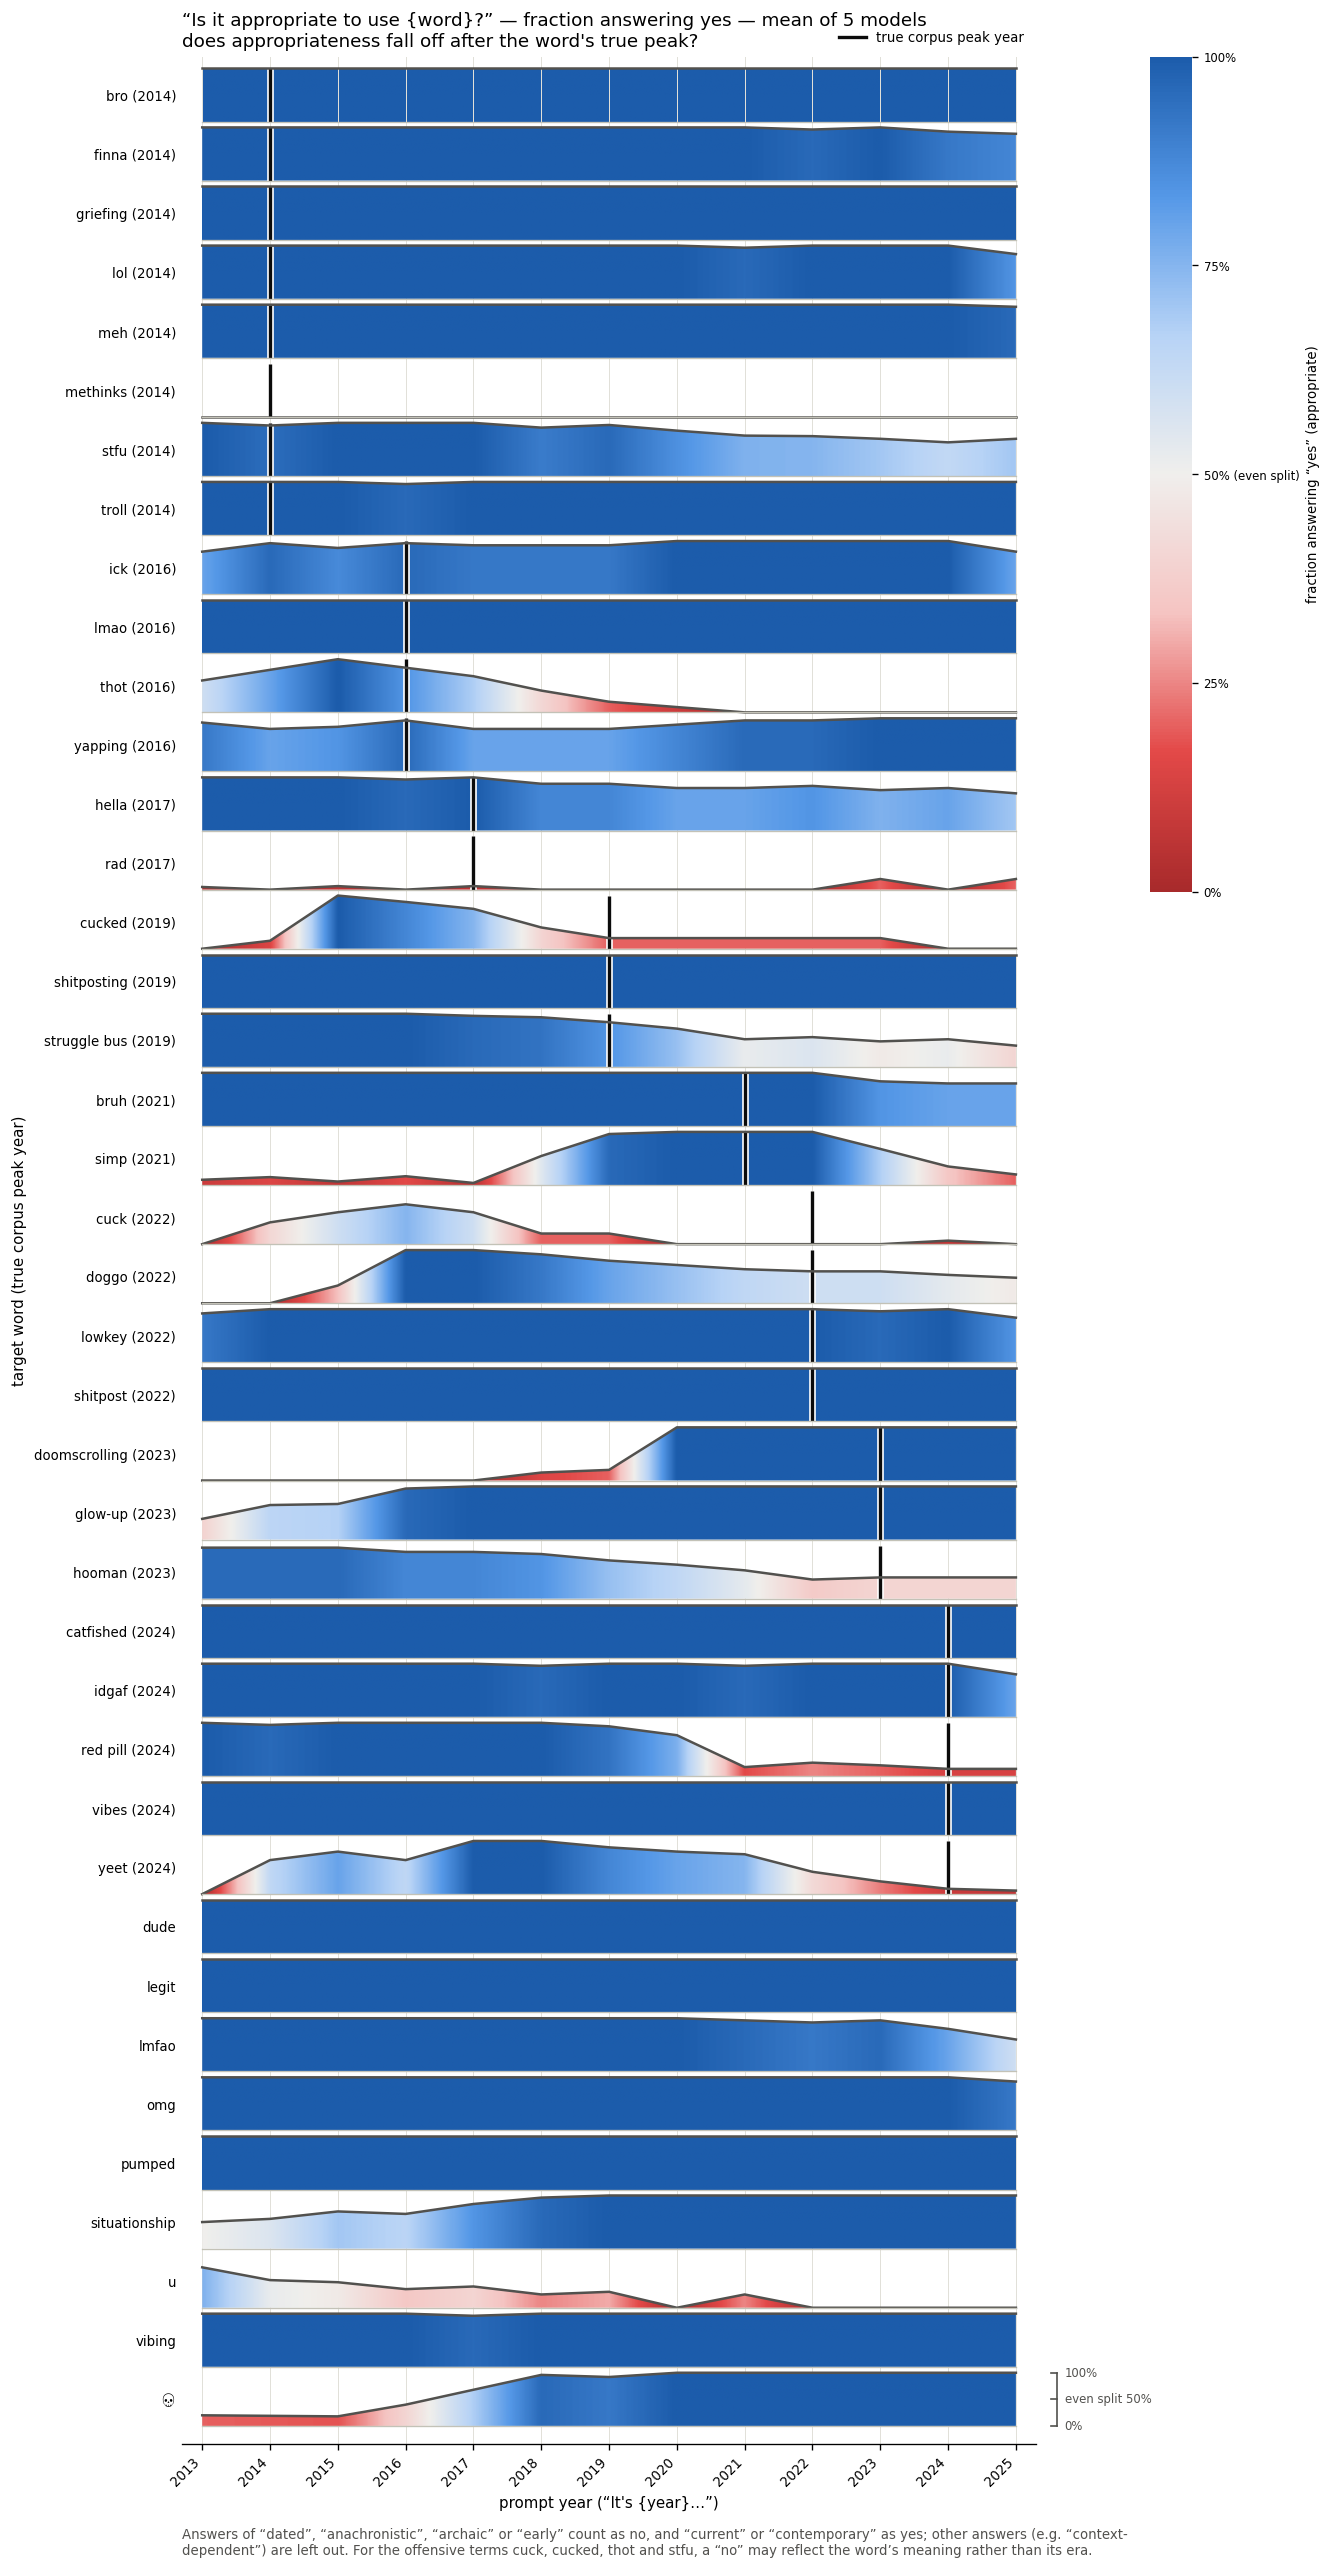 “Is it appropriate to use {word}?” — fraction answering yes — mean of 5 models
does appropriateness fall off after the word's true peak?
true corpus peak year
bro (2014)
finna (2014)
griefing (2014)
lol (2014)
meh (2014)
methinks (2014)
stfu (2014)
troll (2014)
ick (2016)
lmao (2016)
thot (2016)
yapping (2016)
hella (2017)
rad (2017)
cucked (2019)
shitposting (2019)
struggle bus (2019)
bruh (2021)
simp (2021)
cuck (2022)
doggo (2022)
lowkey (2022)
shitpost (2022)
doomscrolling (2023)
glow-up (2023)
hooman (2023)
catfished (2024)
idgaf (2024)
red pill (2024)
vibes (2024)
yeet (2024)
dude
legit
lmfao
omg
pumped
situationship
u
vibing
💀
target word (true corpus peak year)
100%
75%
50% (even split)
25%
0%
fraction answering “yes” (appropriate)
100%
even split 50%
0%
2013
2014
2015
2016
2017
2018
2019
2020
2021
2022
2023
2024
2025
prompt year (“It's {year}…”)
Answers of “dated”, “anachronistic”, “archaic” or “early” count as no, and “current” or “contemporary” as yes; other answers (e.g. “context-
dependent”) are left out. For the offensive terms cuck, cucked, thot and stfu, a “no” may reflect the word’s meaning rather than its era.